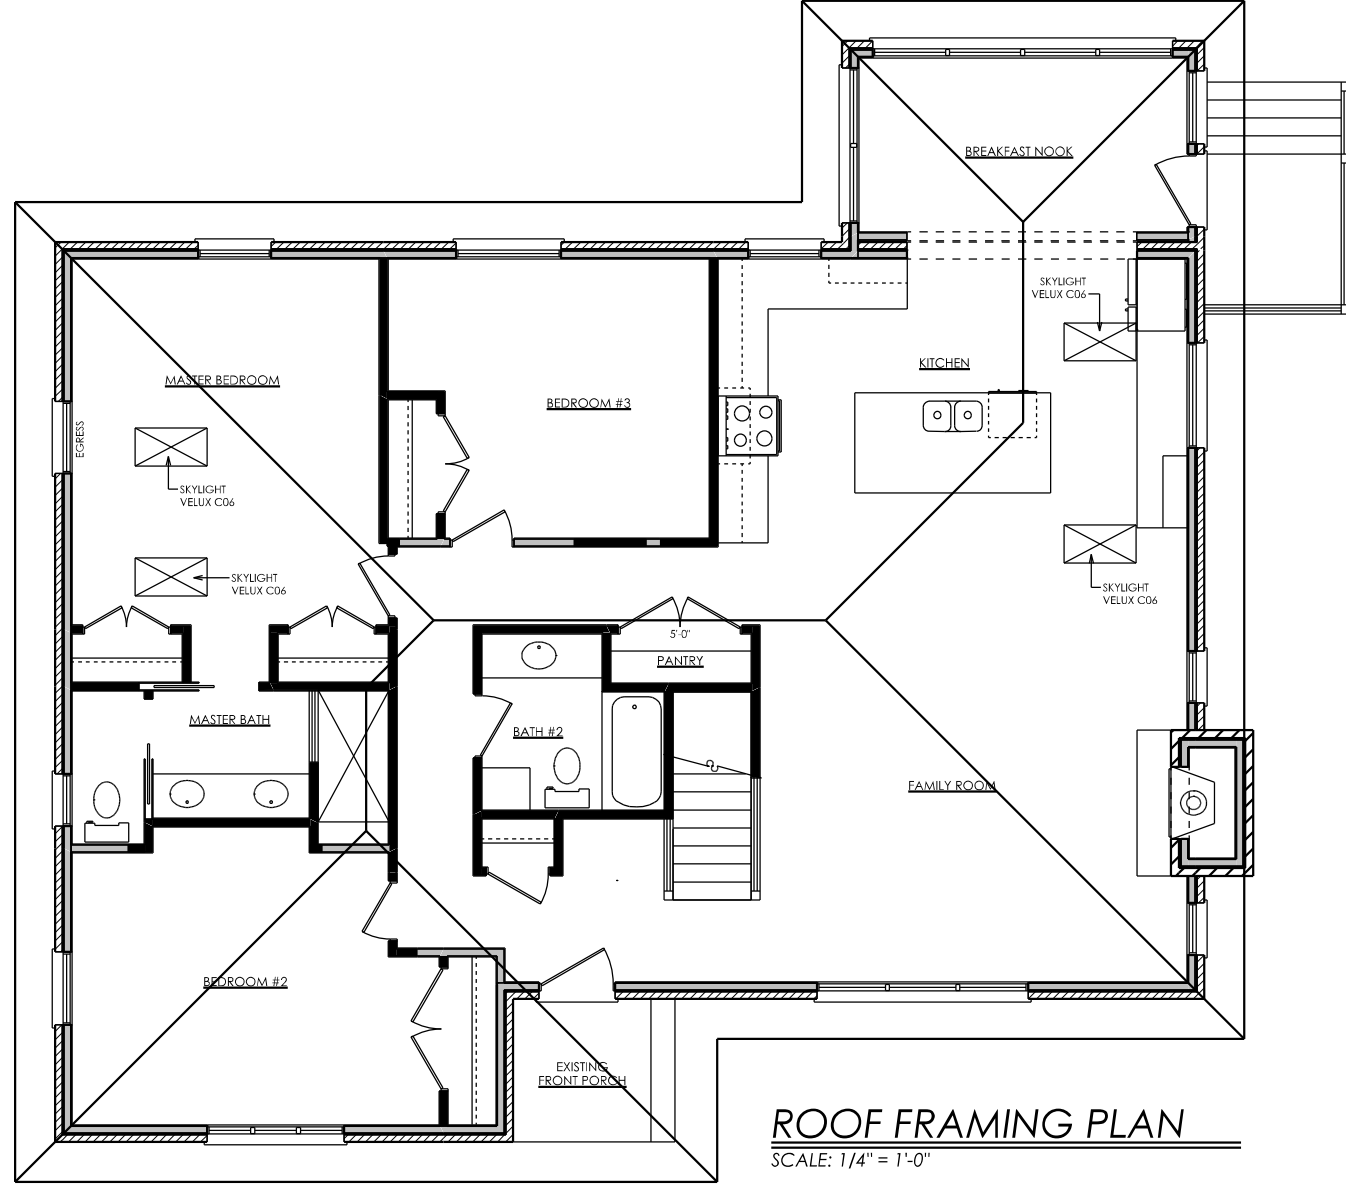 BREAKFAST NOOK
SKYLIGHT
VELUX C06
KITCHEN
MASTER BEDROOM
BEDROOM #3
EGRESS
SKYLIGHT
VELUX C06
SKYLIGHT
VELUX C06
SKYLIGHT
VELUX C06
5'-0"
PANTRY
MASTER BATH
BATH #2
FAMILY ROOM
BEDROOM #2
EXISTING
FRONT PORCH
ROOF FRAMING PLAN
SCALE: 1/4" = 1'-0"